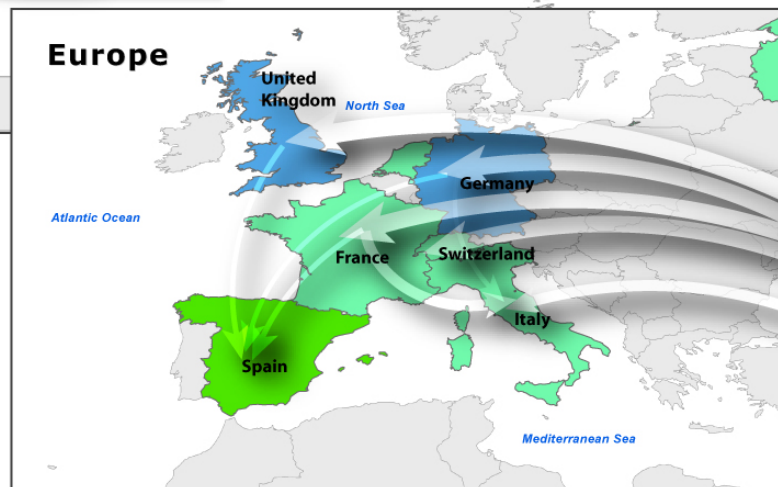 Europe
United
Kingdom
North Sea
Germany
Atlantic Ocean
France
Switzerland
Italy
Spain
Mediterranean Sea